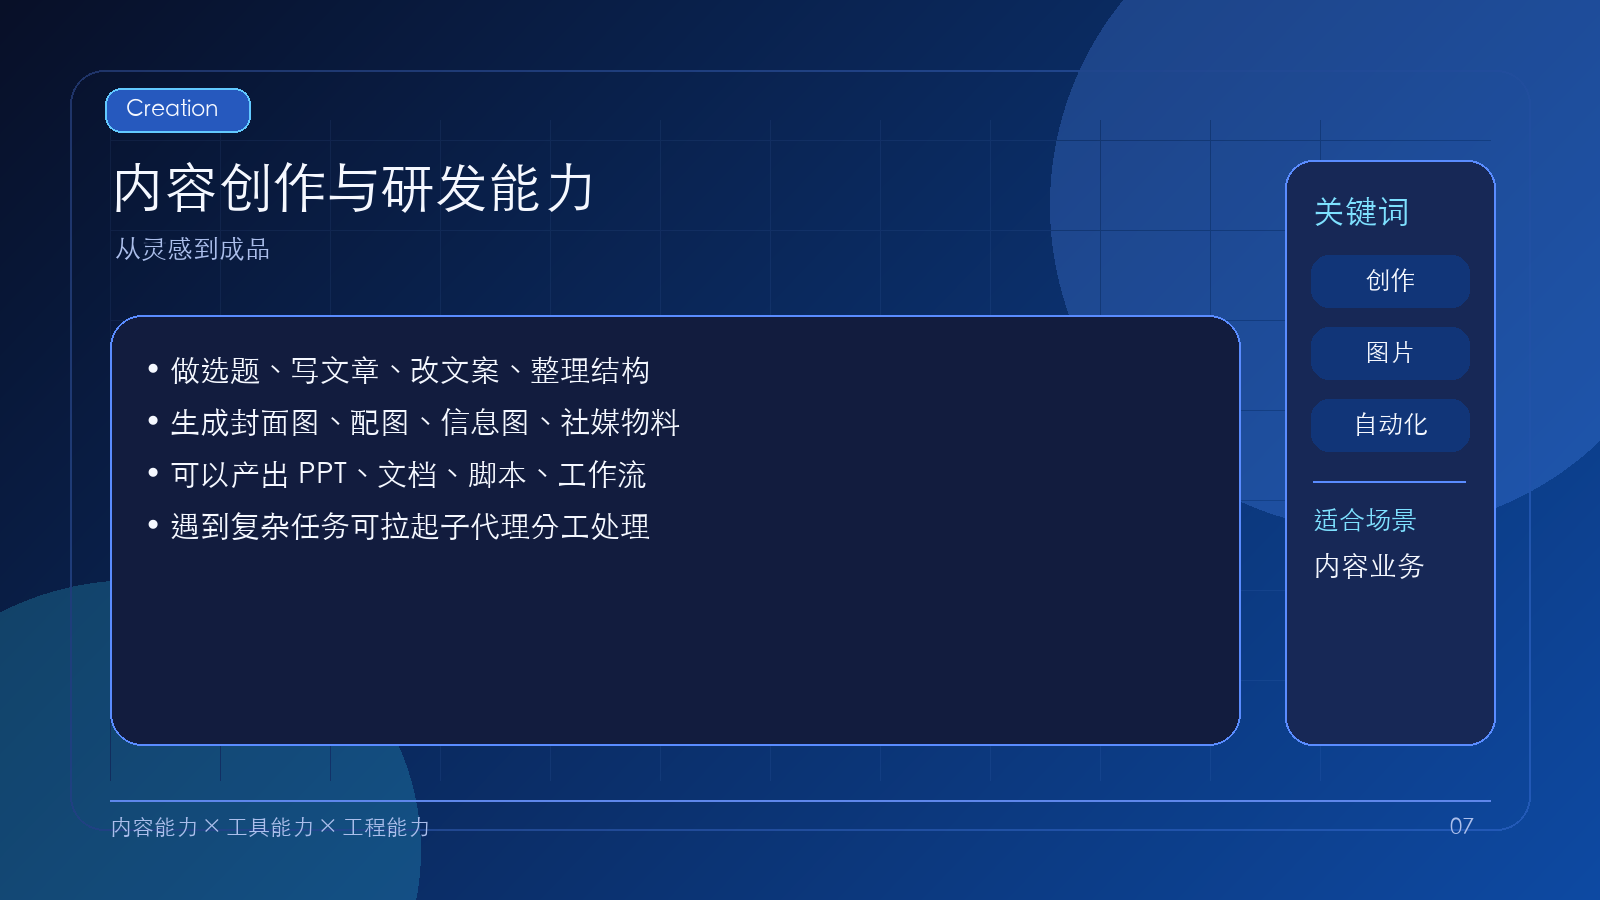 Creation
内容创作与研发能力
从灵感到成品
• 做选题、写文章、改文案、整理结构
• 生成封面图、配图、信息图、社媒物料
• 可以产出 PPT、文档、脚本、工作流
• 遇到复杂任务可拉起子代理分工处理
关键词
创作
图片
自动化
适合场景
内容业务
内容能力 × 工具能力 × 工程能力
07